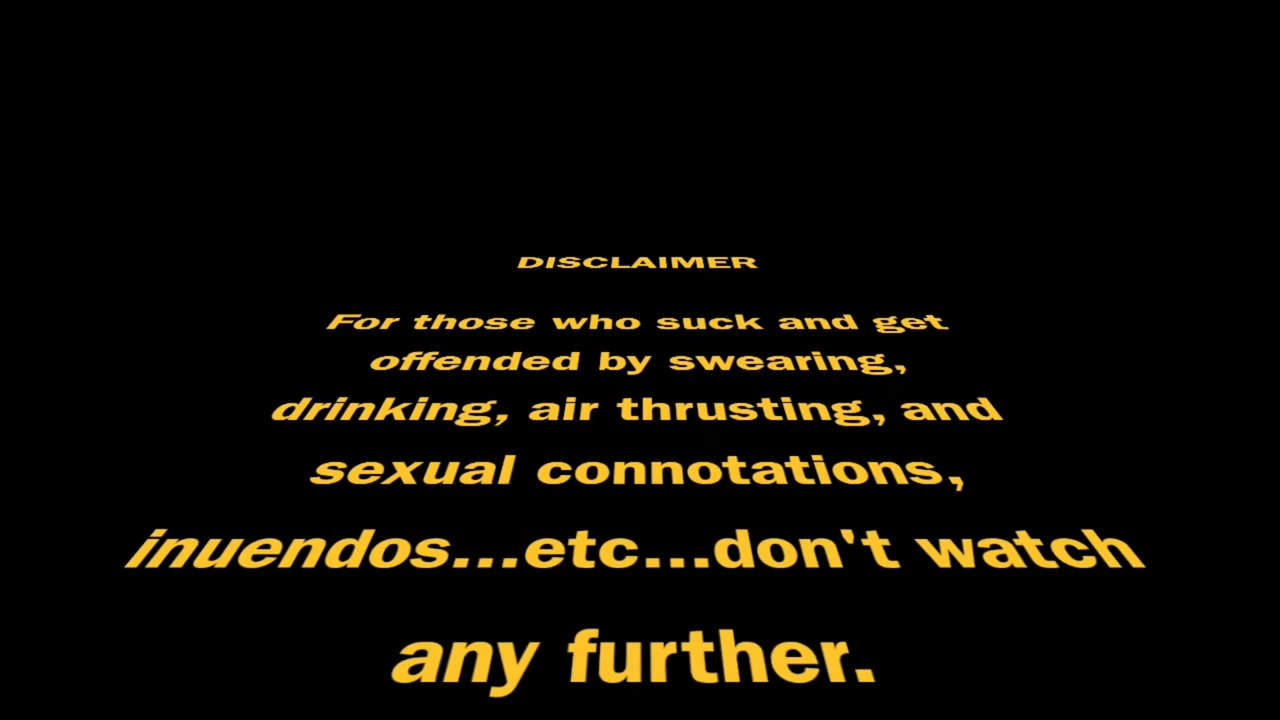 DISCLAIMER
For those who suck and get
offended by swearing,
drinking, air thrusting, and
sexual connotations,
inuendos...etc...don't watch
any further.